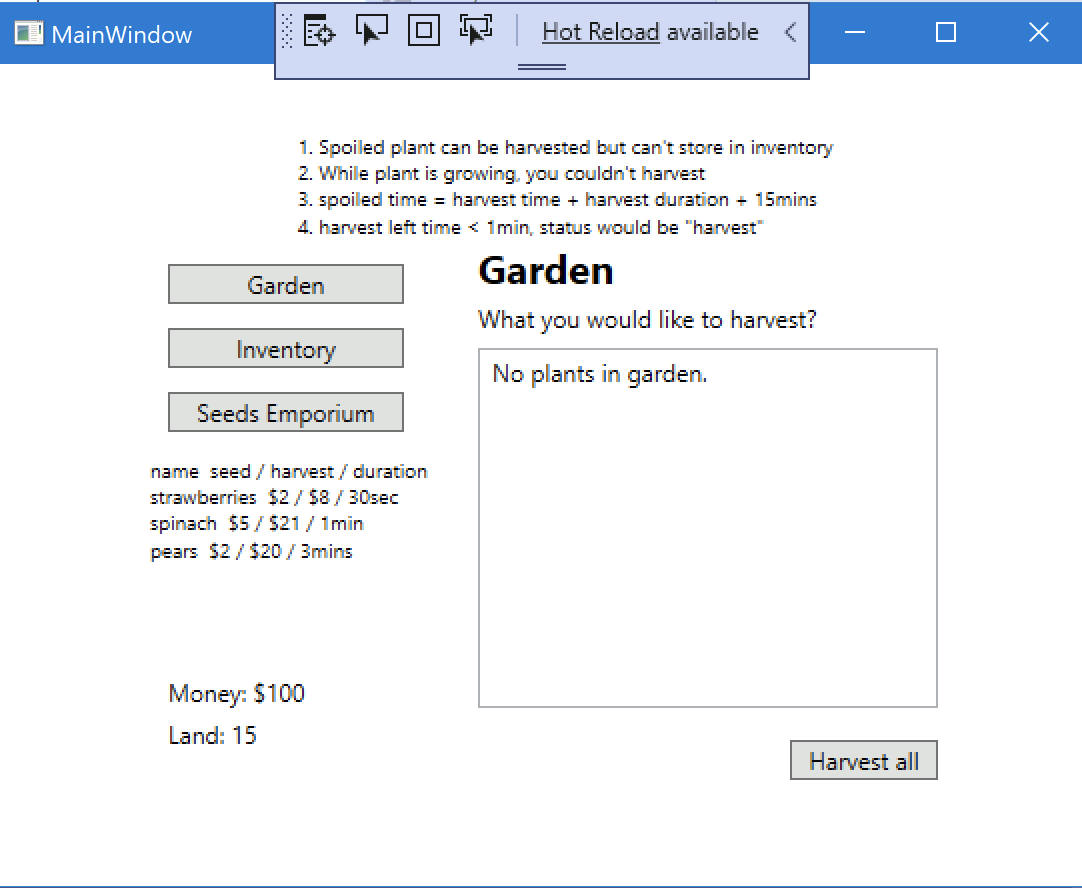 MainWindow
Hot Reload available
1. Spoiled plant can be harvested but can't store in inventory
2. While plant is growing, you couldn't harvest
3. spoiled time = harvest time + harvest duration + 15mins
4. harvest left time < 1min, status would be "harvest"
Garden
Inventory
Seeds Emporium
name  seed / harvest / duration
strawberries  $2 / $8 / 30sec
spinach  $5 / $21 / 1min
pears  $2 / $20 / 3mins
Money: $100
Land: 15
Garden
What you would like to harvest?
No plants in garden.
Harvest all